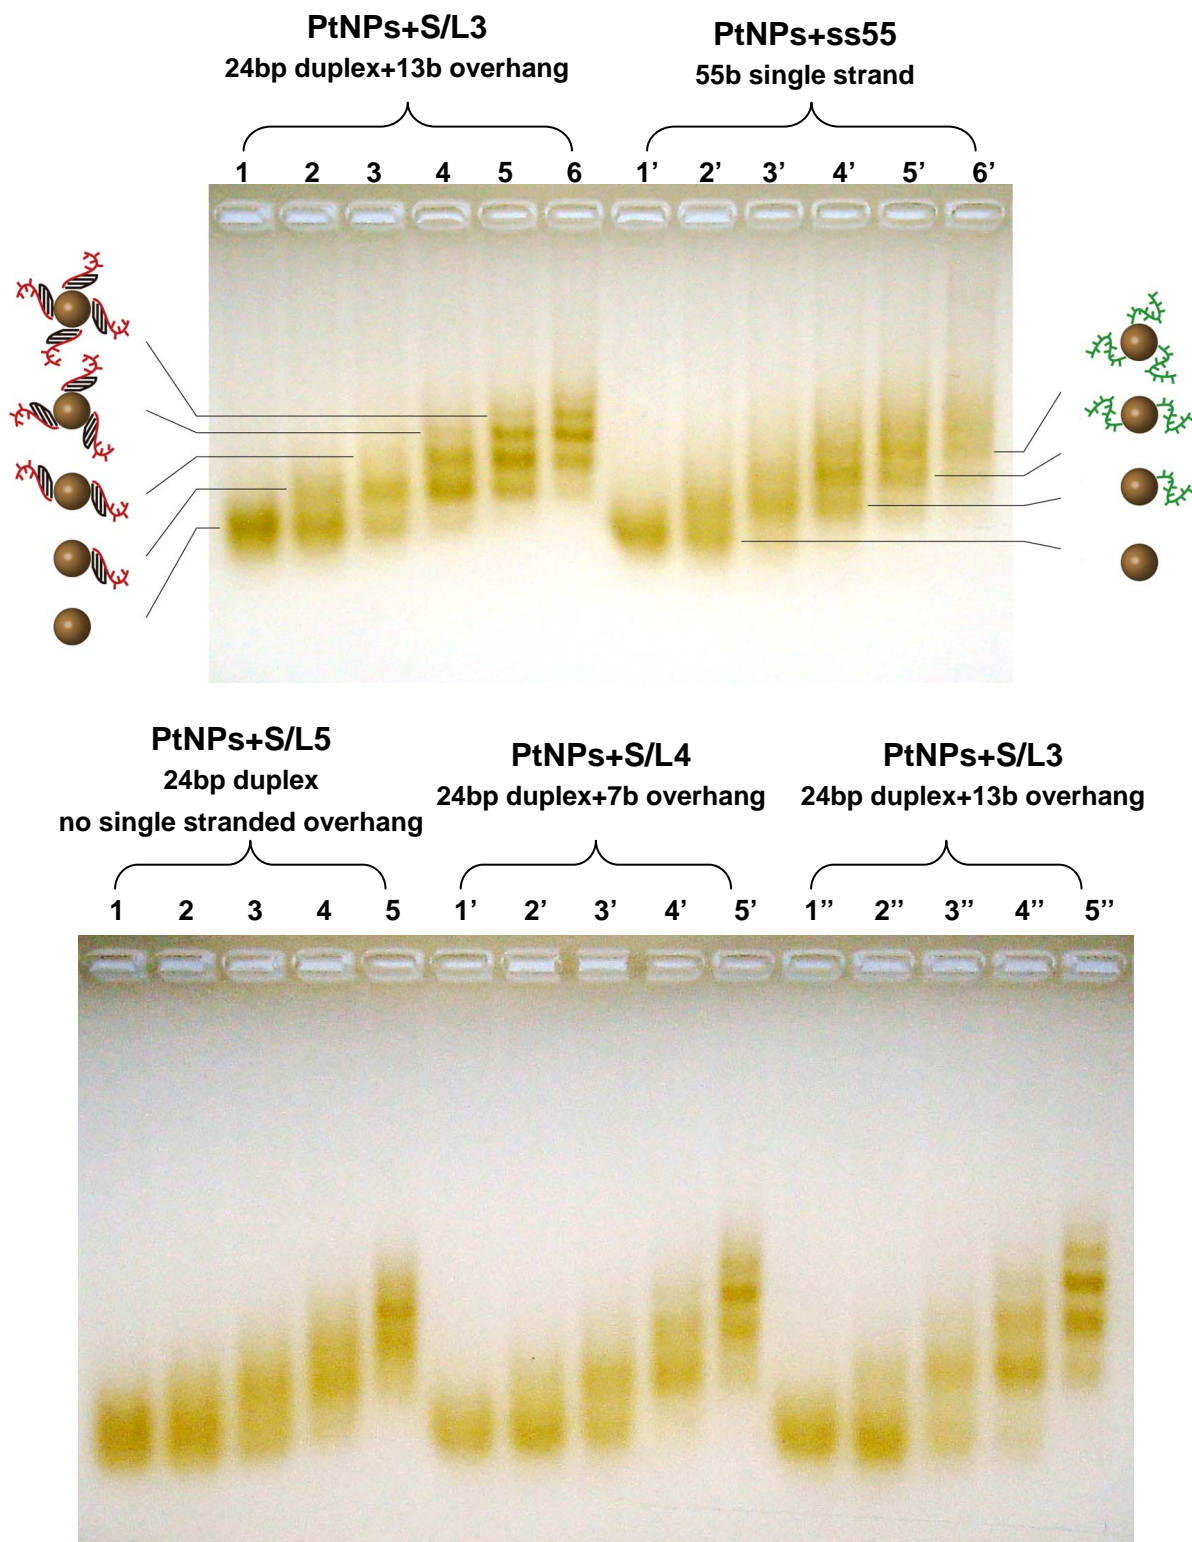 PtNPs+S/L3
24bp duplex+13b overhang
PtNPs+ss55
55b single strand
1 2 3 4 5 6 1’ 2’ 3’ 4’ 5’ 6’
PtNPs+S/L5
24bp duplex
no single stranded overhang
PtNPs+S/L4
24bp duplex+7b overhang
PtNPs+S/L3
24bp duplex+13b overhang
1 2 3 4 5 1’ 2’ 3’ 4’ 5’ 1’’ 2’’ 3’’ 4’’ 5’’